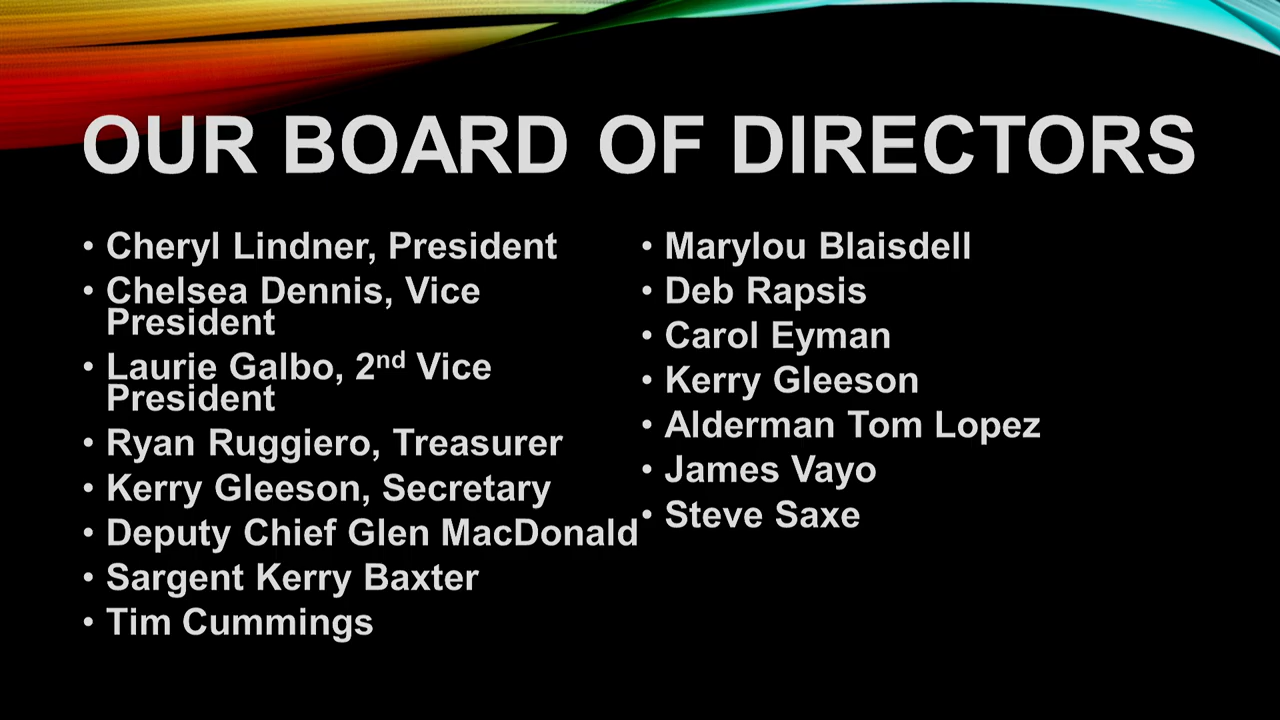 OUR BOARD OF DIRECTORS
• Cheryl Lindner, President
• Chelsea Dennis, Vice
President
• Laurie Galbo, 2nd Vice
President
• Ryan Ruggiero, Treasurer
• Kerry Gleeson, Secretary
• Deputy Chief Glen MacDonald
• Sargent Kerry Baxter
• Tim Cummings
• Marylou Blaisdell
• Deb Rapsis
• Carol Eyman
• Kerry Gleeson
• Alderman Tom Lopez
• James Vayo
• Steve Saxe